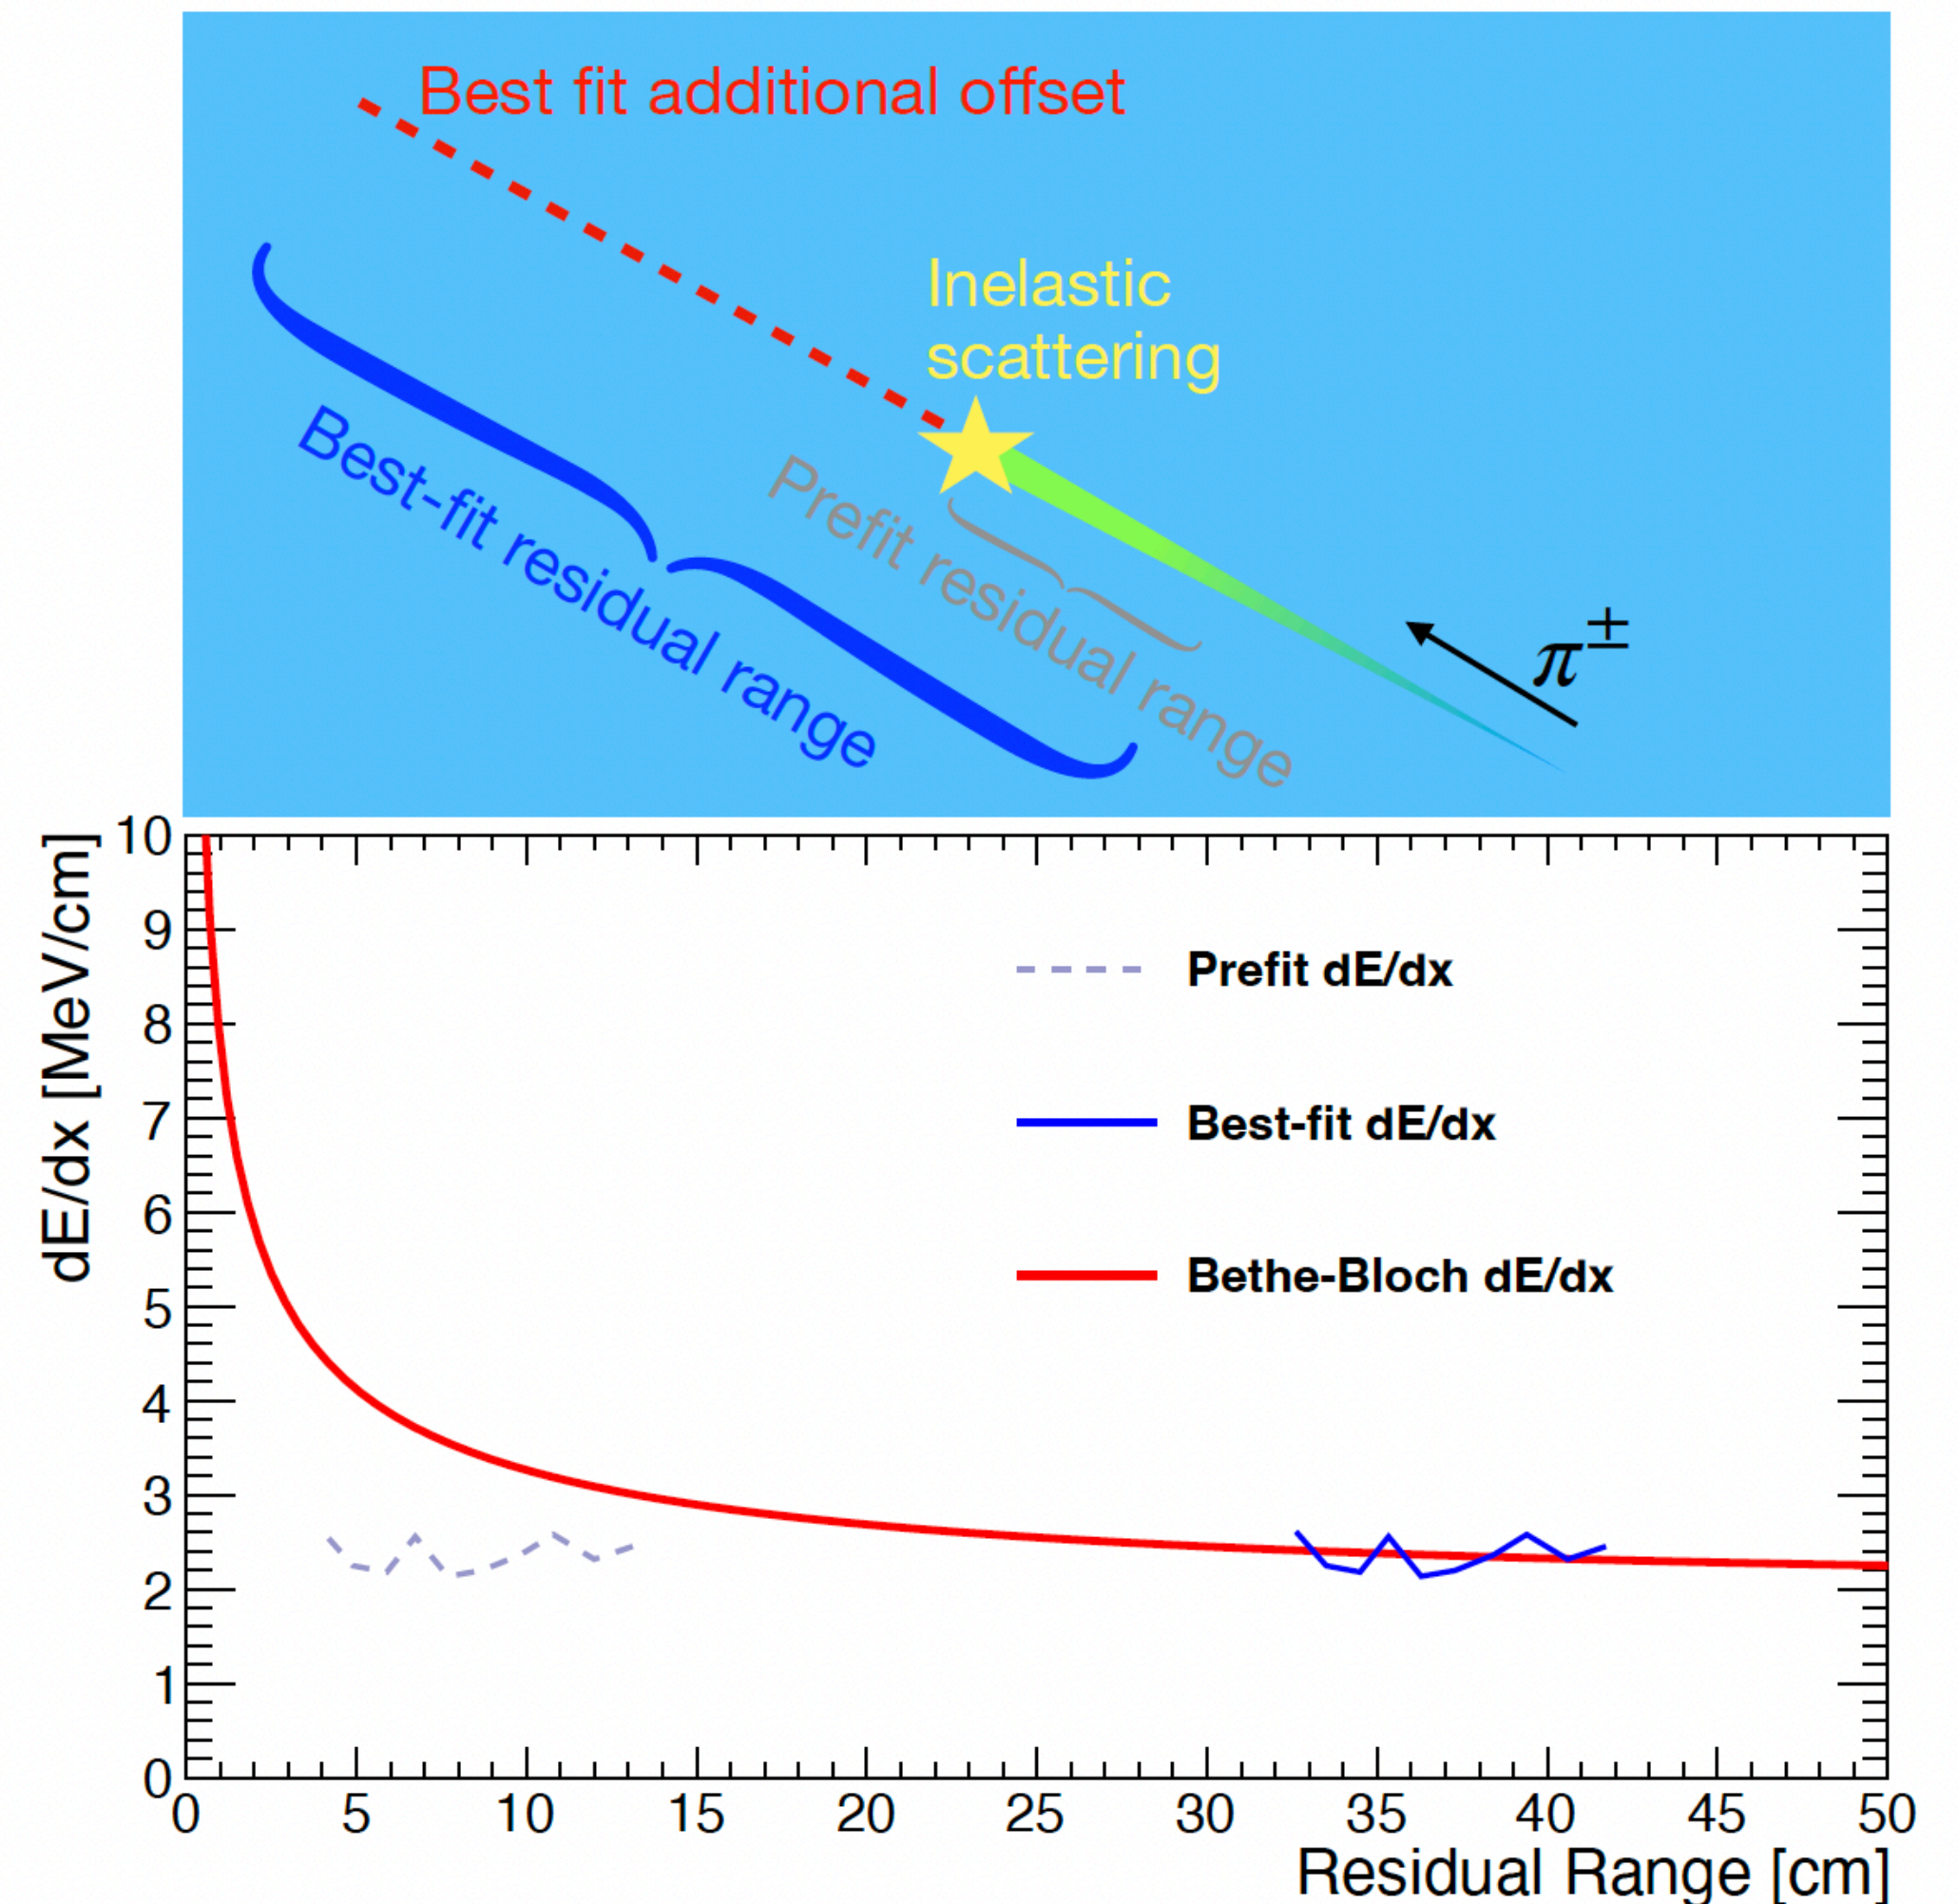 Best fit additional offset
Inelastic
scattering
Best-fit residual range
Prefit residual range
π±
dE/dx [MeV/cm]
10
9
8
7
6
5
4
3
2
1
0
Prefit dE/dx
Best-fit dE/dx
Bethe-Bloch dE/dx
0 5 10 15 20 25 30 35 40 45 50
Residual Range [cm]